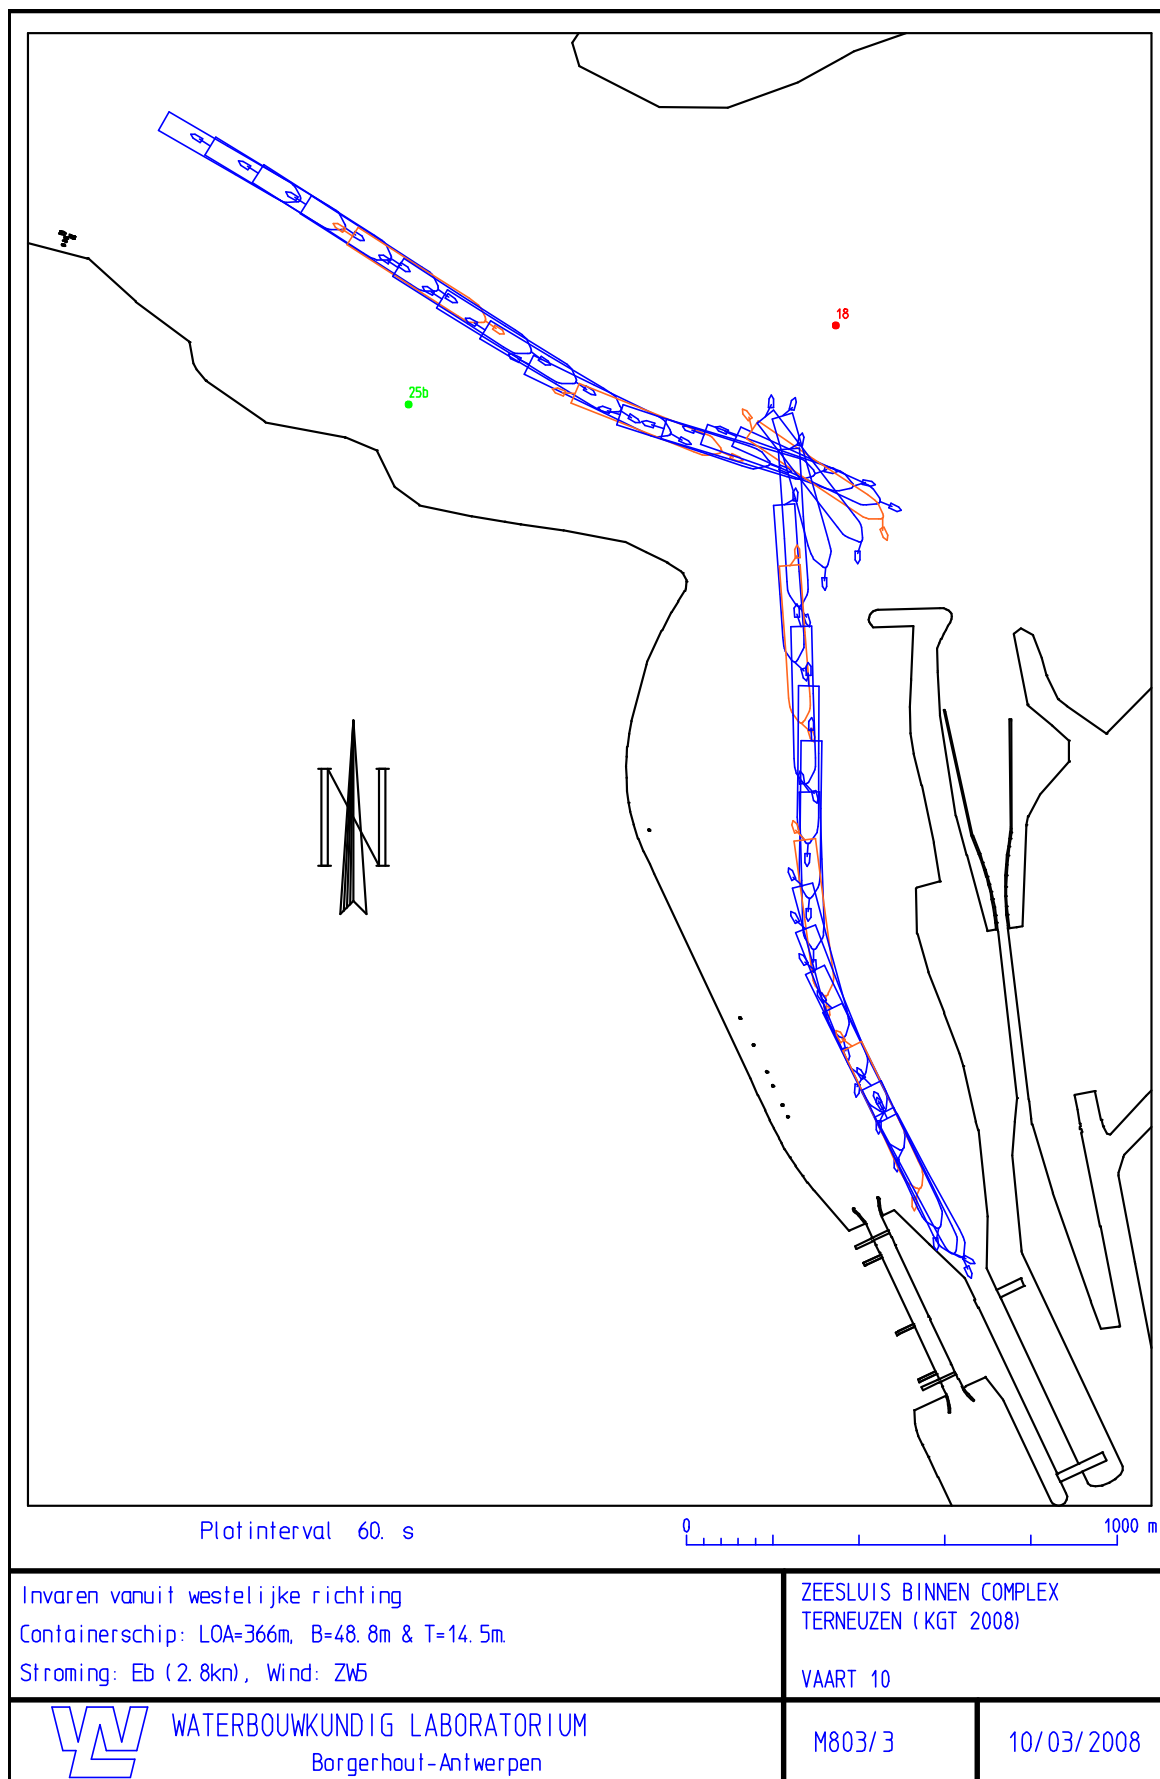 18
25b
N
Plotinterval 60. s
0 1000 m
Invaren vanuit westelijke richting
Containerschip: LOA=366m, B=48.8m & T=14.5m.
Stroming: Eb (2.8kn), Wind: ZW5
ZEESLUIS BINNEN COMPLEX
TERNEUZEN (KGT 2008)
VAART 10
WL
WATERBOUWKUNDIG LABORATORIUM
Borgerhout-Antwerpen
M803/3
10/03/2008